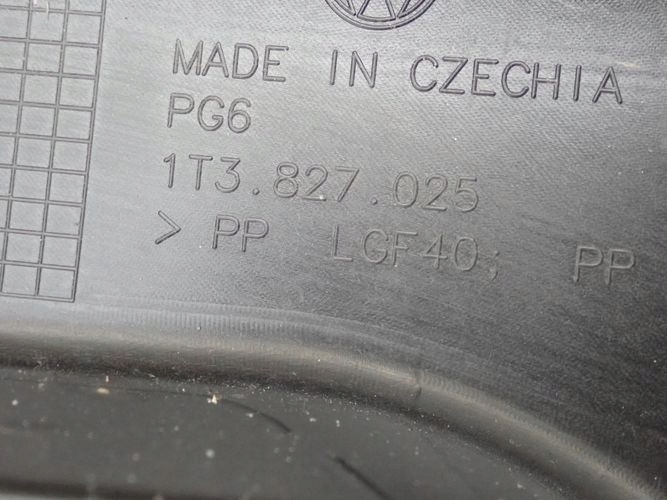 MADE IN CZECHIA
PG6
1T3.827.025
> PP LGF40; PP